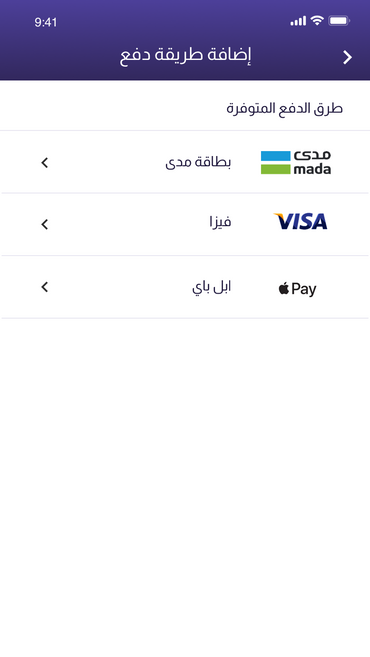 9:41
إضافة طريقة دفع
طرق الدفع المتوفرة
مدى
mada
بطاقة مدى
VISA
فيزا
Pay
ابل باي